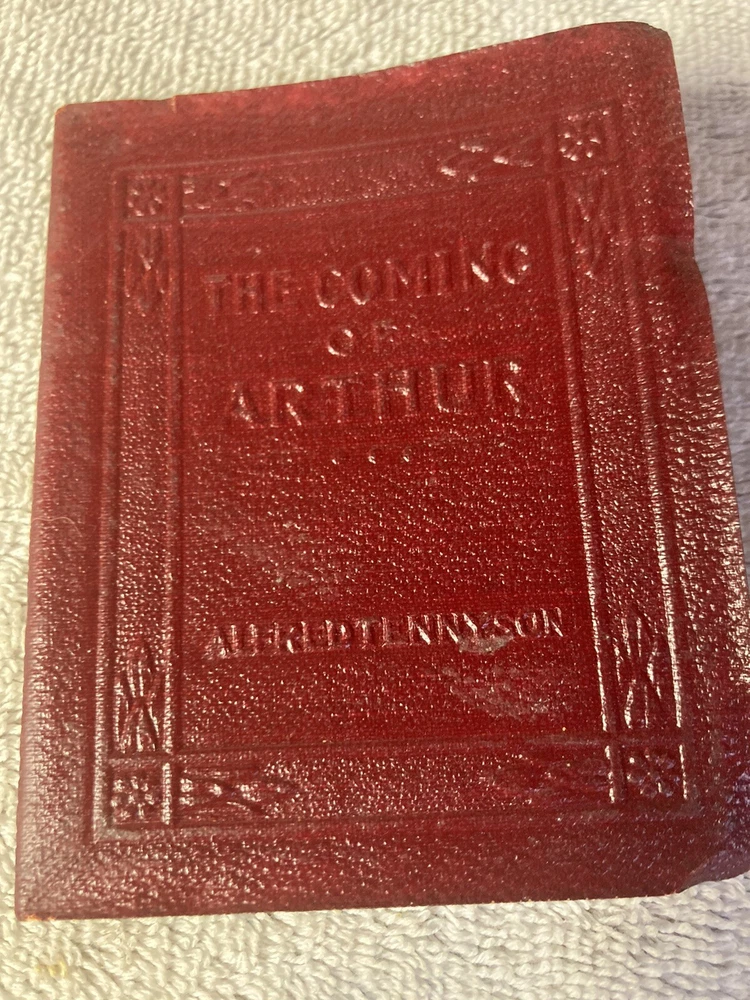 THE COMING
OF
ARTHUR
ALFRED TENNYSON